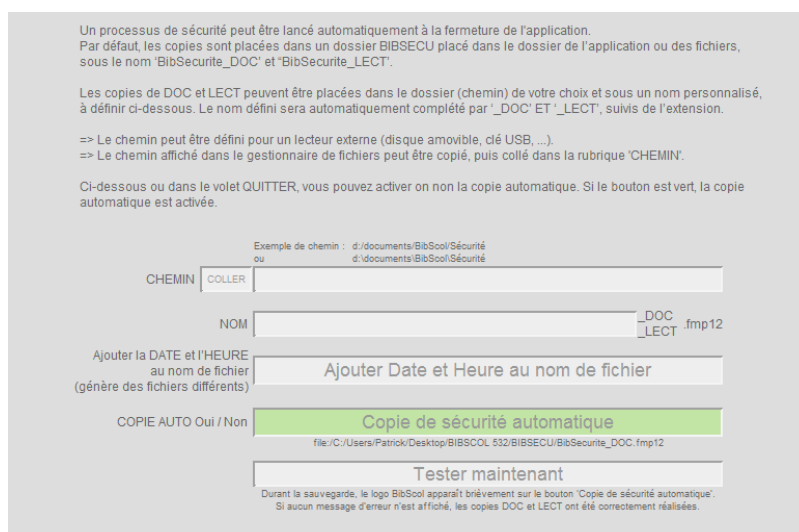 Un processus de sécurité peut être lancé automatiquement à la fermeture de l'application.
Par défaut, les copies sont placées dans un dossier BIBSECU placé dans le dossier de l'application ou des fichiers,
sous le nom 'BibSecurite_DOC' et "BibSecurite_LECT'.
Les copies de DOC et LECT peuvent être placées dans le dossier (chemin) de votre choix et sous un nom personnalisé,
à définir ci-dessous. Le nom défini sera automatiquement complété par '_DOC' ET '_LECT', suivis de l'extension.
=> Le chemin peut être défini pour un lecteur externe (disque amovible, clé USB, ...).
=> Le chemin affiché dans le gestionnaire de fichiers peut être copié, puis collé dans la rubrique 'CHEMIN'.
Ci-dessous ou dans le volet QUITTER, vous pouvez activer on non la copie automatique. Si le bouton est vert, la copie
automatique est activée.
Exemple de chemin : d:/documents/BibScol/Sécurité
ou d:\documents\BibScol\Sécurité
CHEMIN COLLER
NOM _DOC
_LECT .fmp12
Ajouter la DATE et l'HEURE
au nom de fichier
(génère des fichiers différents)
Ajouter Date et Heure au nom de fichier
COPIE AUTO Oui / Non Copie de sécurité automatique
file:/C:/Users/Patrick/Desktop/BIBSCOL 532/BIBSECU/BibSecurite_DOC.fmp12
Tester maintenant
Durant la sauvegarde, le logo BibScol apparaît brièvement sur le bouton 'Copie de sécurité automatique'.
Si aucun message d'erreur n'est affiché, les copies DOC et LECT ont été correctement réalisées.